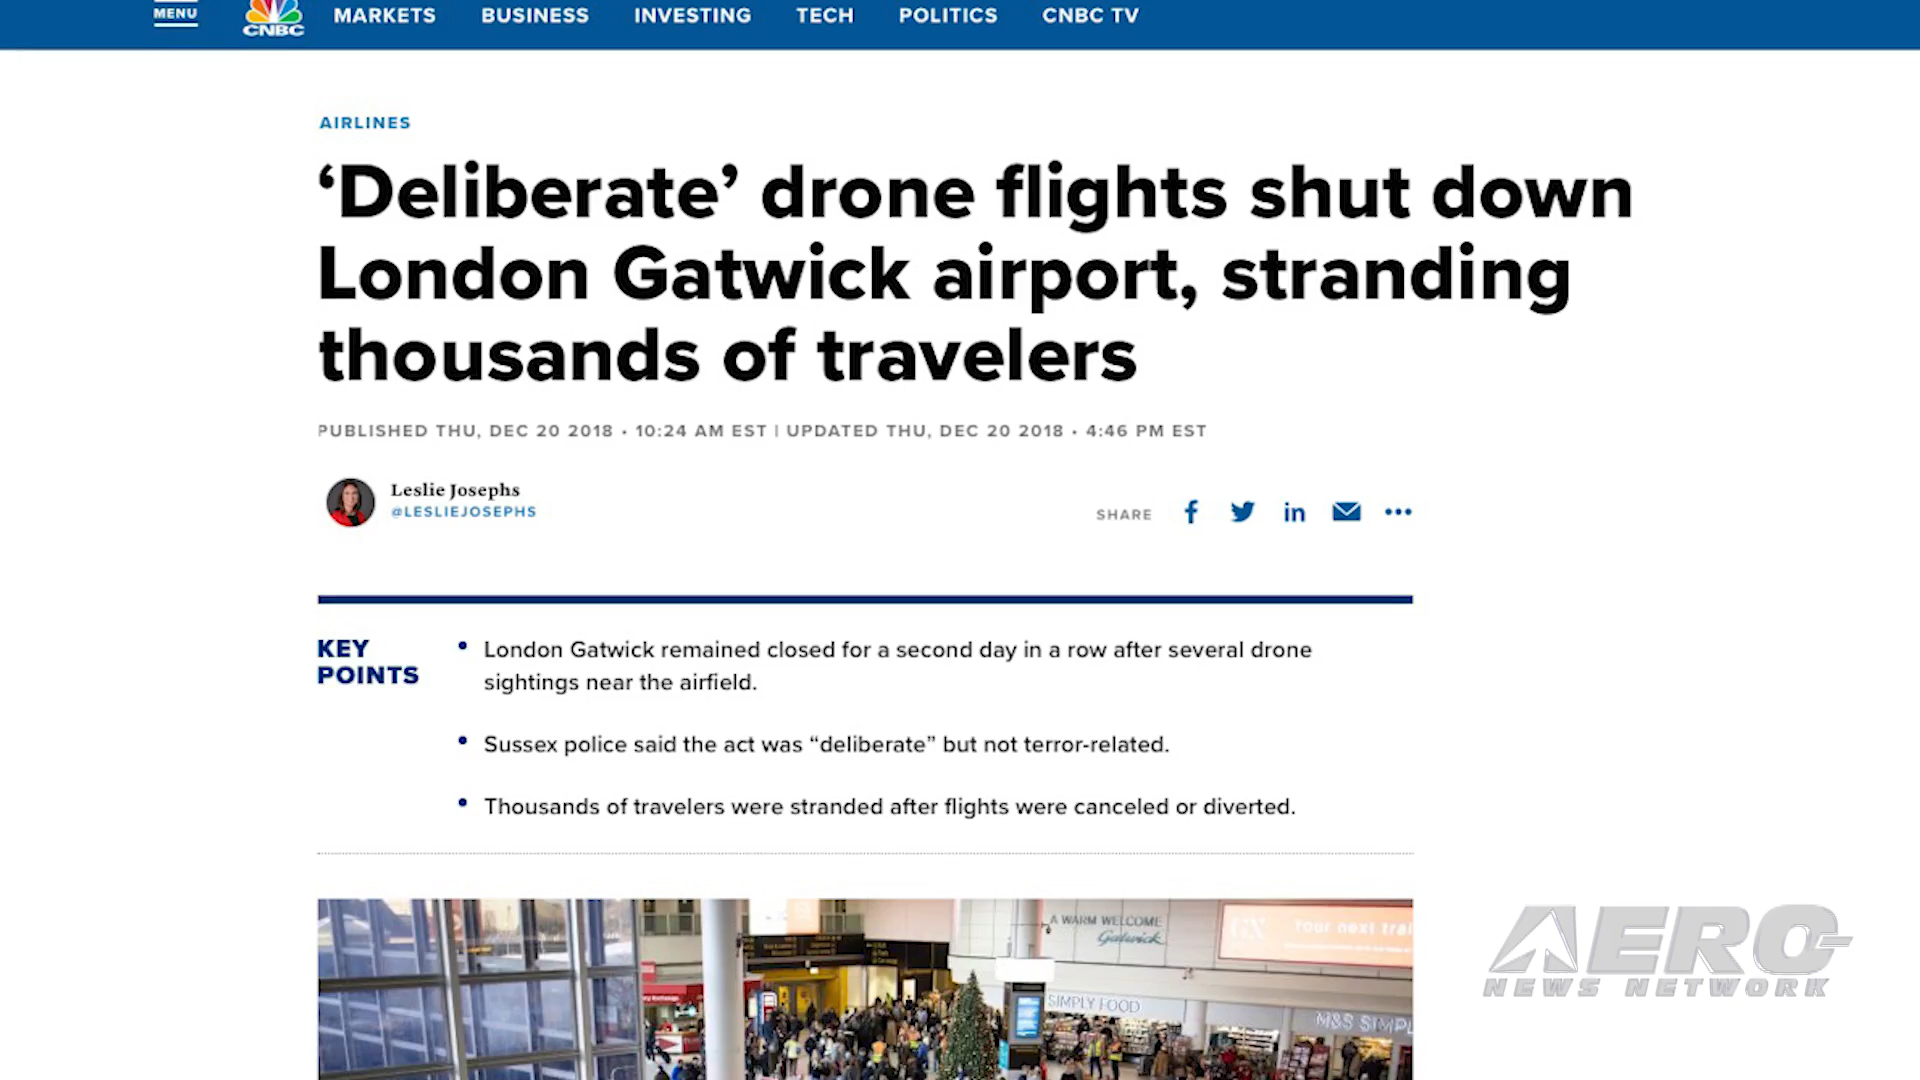 MENU
CNBC
MARKETS BUSINESS INVESTING TECH POLITICS CNBC TV
AIRLINES
‘Deliberate’ drone flights shut down
London Gatwick airport, stranding
thousands of travelers
PUBLISHED THU, DEC 20 2018 • 10:24 AM EST | UPDATED THU, DEC 20 2018 • 4:46 PM EST
Leslie Josephs
@LESLIEJOSEPHS
SHARE
KEY
POINTS
• London Gatwick remained closed for a second day in a row after several drone
sightings near the airfield.
• Sussex police said the act was “deliberate” but not terror-related.
• Thousands of travelers were stranded after flights were canceled or diverted.
A WARM WELCOME
Gatwick
Your next trai
SIMPLY FOOD
M&S SIMPL
AERO
NEWS NETWORK